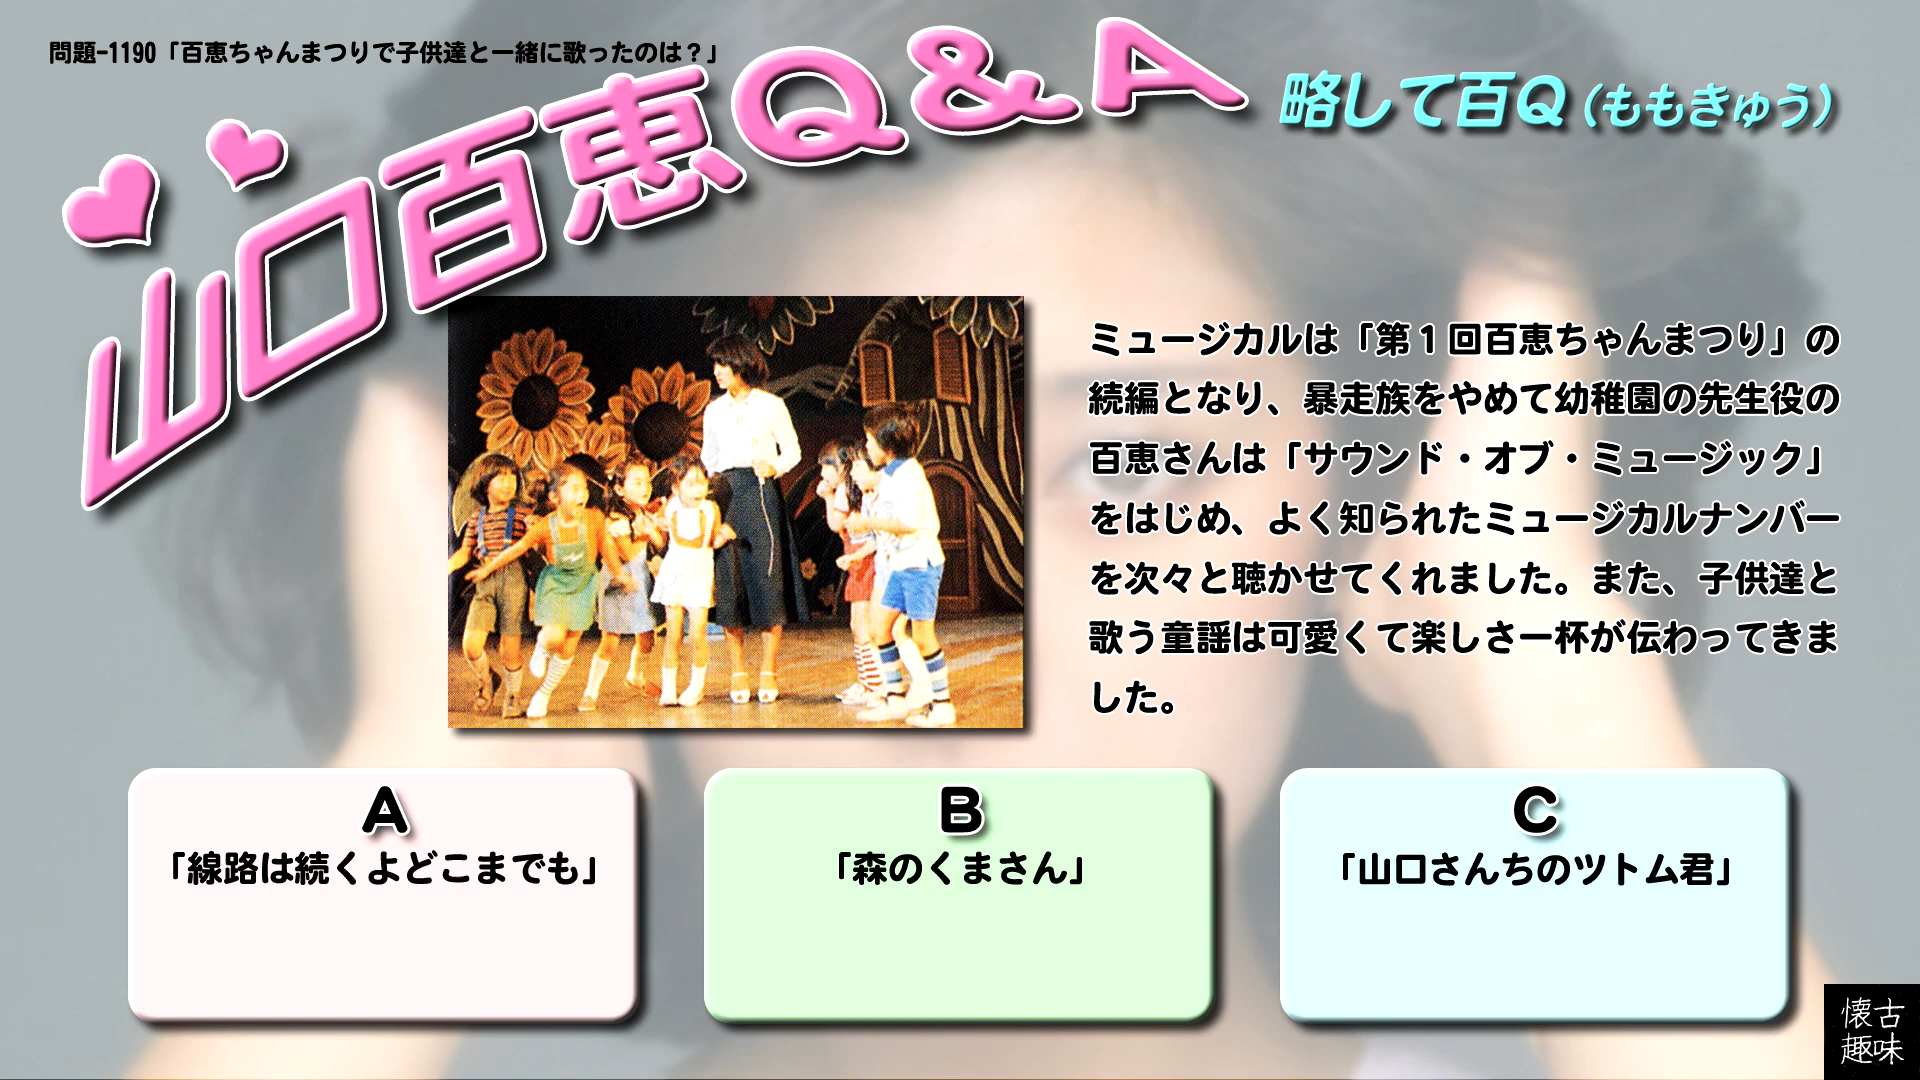 問題-1190「百恵ちゃんまつりで子供達と一緒に歌ったのは？」
山口百恵Q&A
略して百Q（ももきゅう）
ミュージカルは「第１回百恵ちゃんまつり」の
続編となり、暴走族をやめて幼稚園の先生役の
百恵さんは「サウンド・オブ・ミュージック」
をはじめ、よく知られたミュージカルナンバー
を次々と聴かせてくれました。また、子供達と
歌う童謡は可愛くて楽しさ一杯が伝わってきま
した。
A
「線路は続くよどこまでも」
B
「森のくまさん」
C
「山口さんちのツトム君」
懐古
趣味